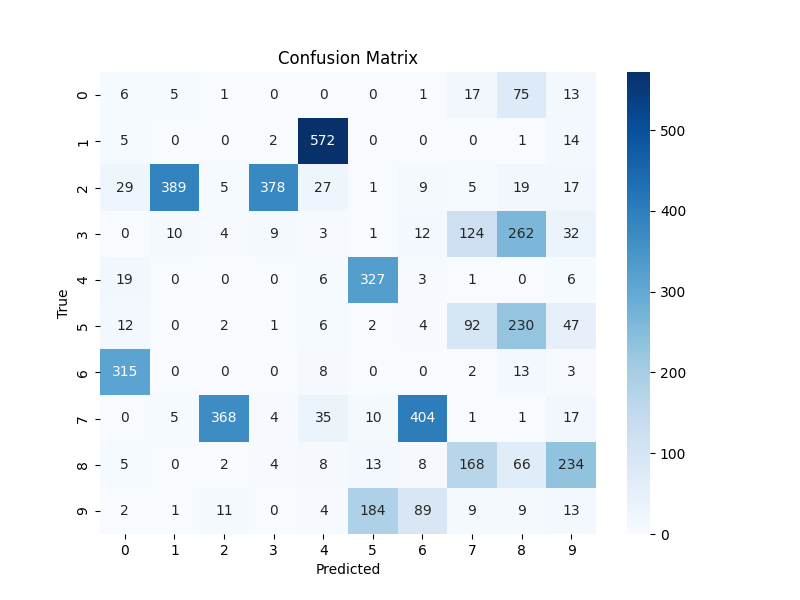 Confusion Matrix
0 6 5 1 0 0 0 1 17 75 13
1 5 0 0 2 572 0 0 0 1 14
2 29 389 5 378 27 1 9 5 19 17
3 0 10 4 9 3 1 12 124 262 32
4 19 0 0 0 6 327 3 1 0 6
5 12 0 2 1 6 2 4 92 230 47
6 315 0 0 0 8 0 0 2 13 3
7 0 5 368 4 35 10 404 1 1 17
8 5 0 2 4 8 13 8 168 66 234
9 2 1 11 0 4 184 89 9 9 13
0 1 2 3 4 5 6 7 8 9
Predicted
True
500
400
300
200
100
0